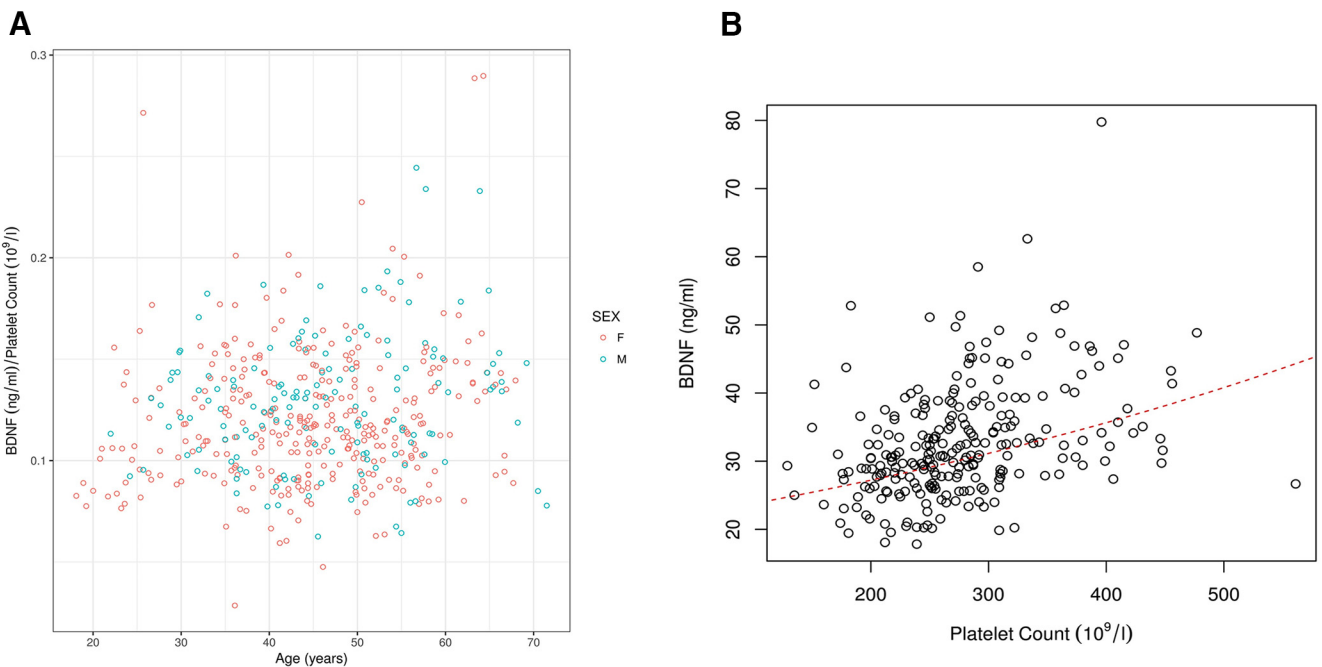 A
BDNF (ng/ml)/Platelet Count (10⁹/l)
0.3
0.2
0.1
20 30 40 50 60 70
Age (years)
SEX
F
M
B
BDNF (ng/ml)
80
70
60
50
40
30
20
200 300 400 500
Platelet Count (10⁹/l)